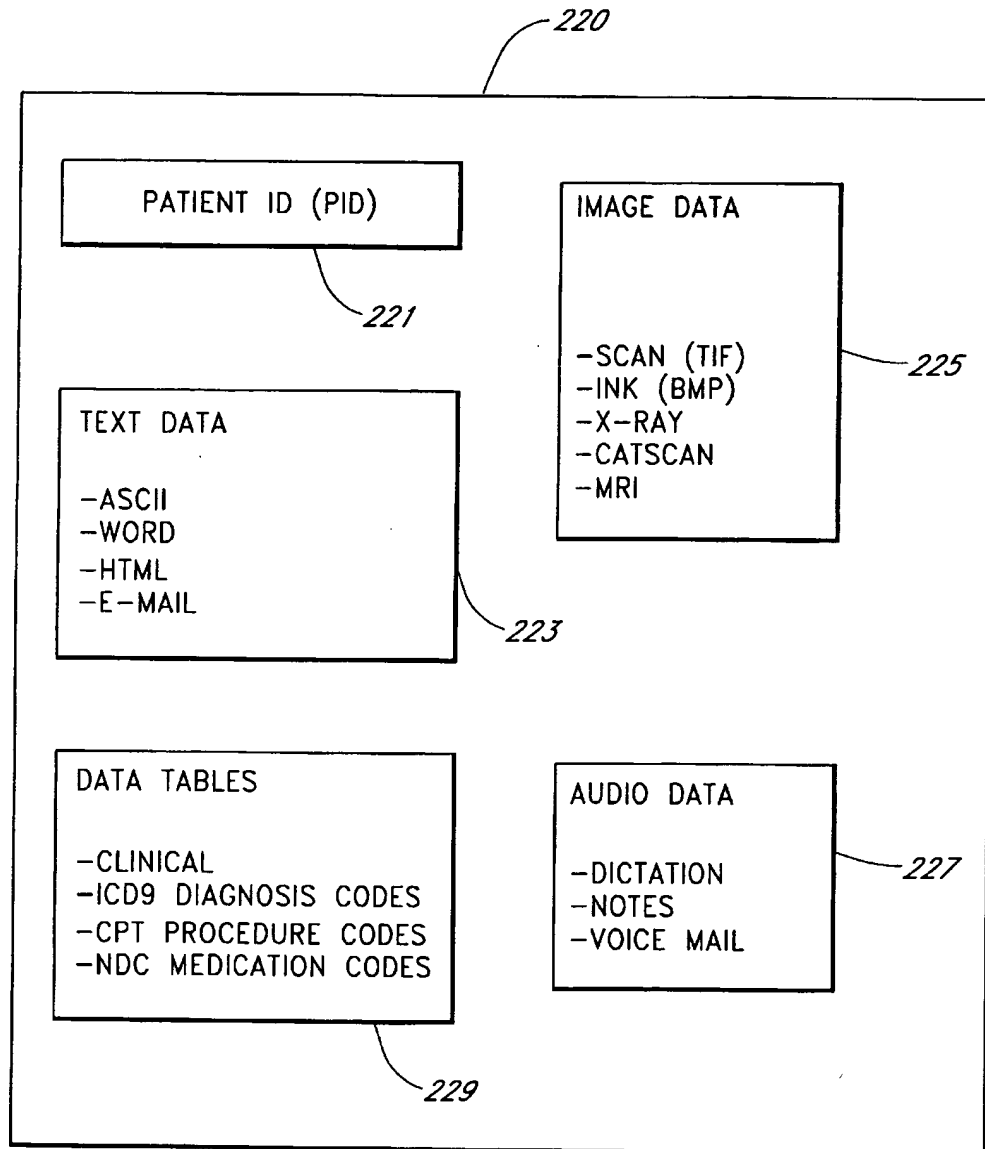 220
PATIENT ID (PID)
221
IMAGE DATA
-SCAN (TIF)
-INK (BMP)
-X-RAY
-CATSCAN
-MRI
225
TEXT DATA
-ASCII
-WORD
-HTML
-E-MAIL
223
DATA TABLES
-CLINICAL
-ICD9 DIAGNOSIS CODES
-CPT PROCEDURE CODES
-NDC MEDICATION CODES
229
AUDIO DATA
-DICTATION
-NOTES
-VOICE MAIL
227